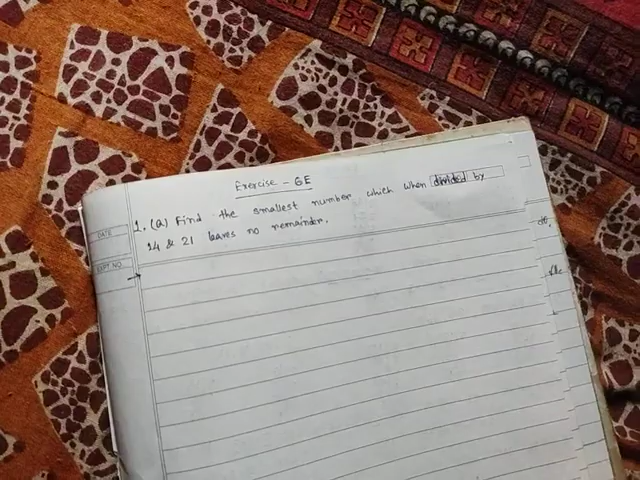 Exercise - 6E
1. (a) Find the smallest number which when divided by
14 & 21 leaves no remainder.
DATE
EXPT. NO